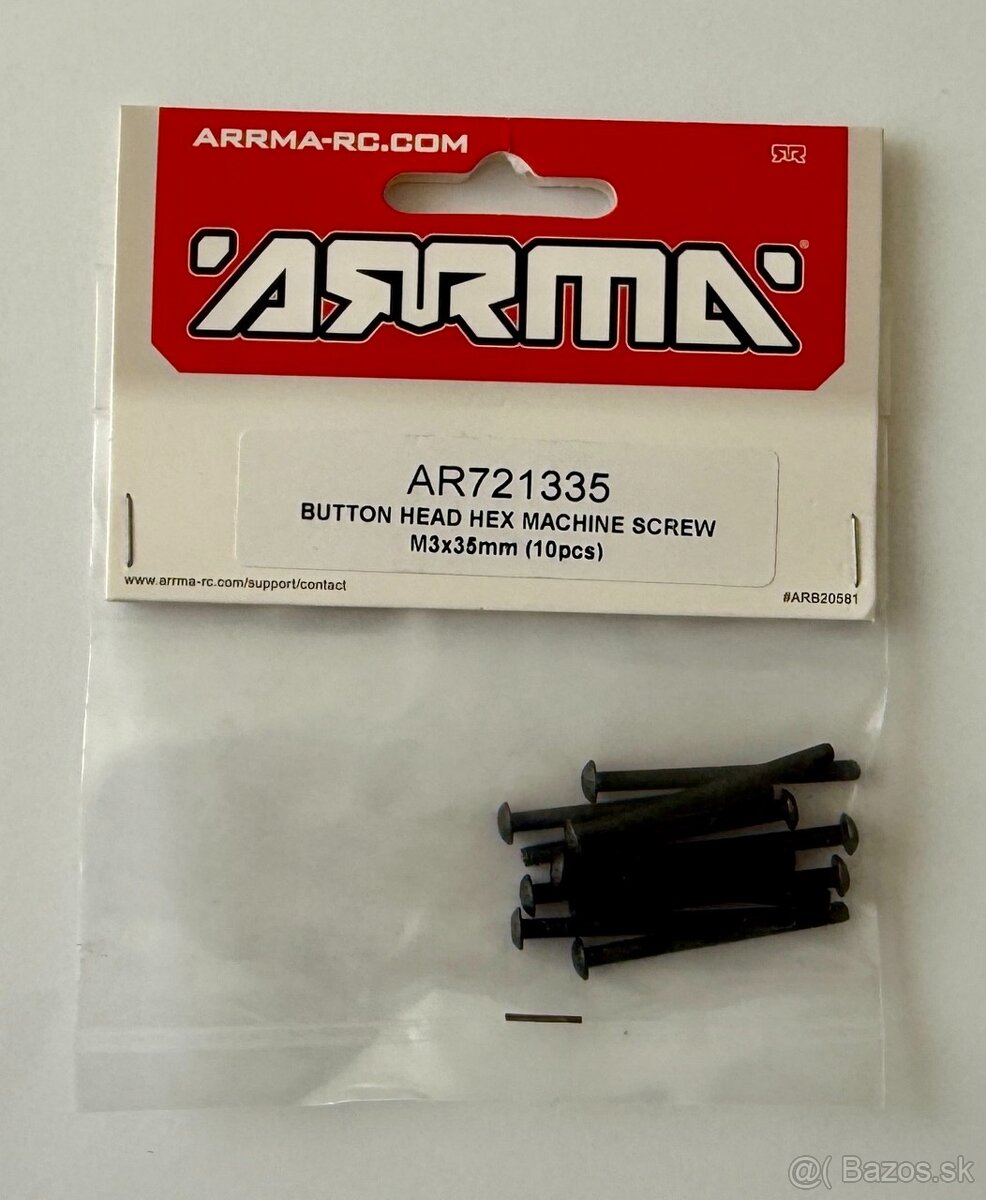 ARRMA-RC.COM
ARRMA®
AR721335
BUTTON HEAD HEX MACHINE SCREW
M3x35mm (10pcs)
www.arrma-rc.com/support/contact
#ARB20581
@( Bazos.sk